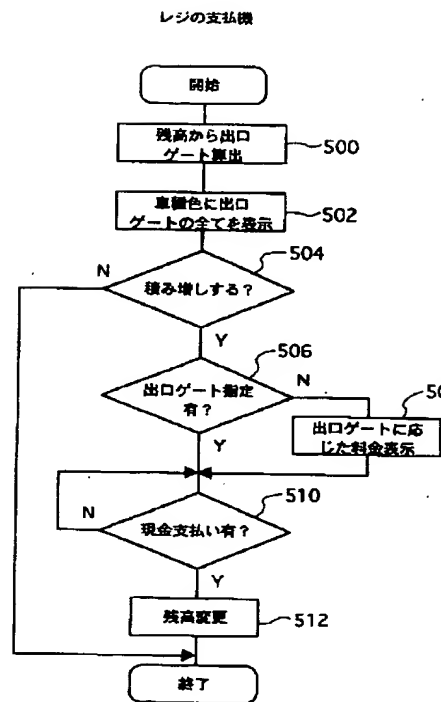 レジの支払機
開始
残高から出口
ゲート算出
500
車種色に出口
ゲートの全てを表示
502
504
N
積み増しする?
Y
506
出口ゲート指定
有?
N
Y
出口ゲートに応
じた料金表示
510
N
現金支払い有?
Y
残高変更
512
終了